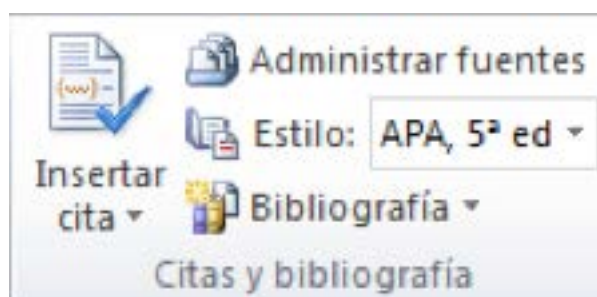 Administrar fuentes
Estilo: APA, 5ª ed
Insertar
cita
Bibliografía
Citas y bibliografía